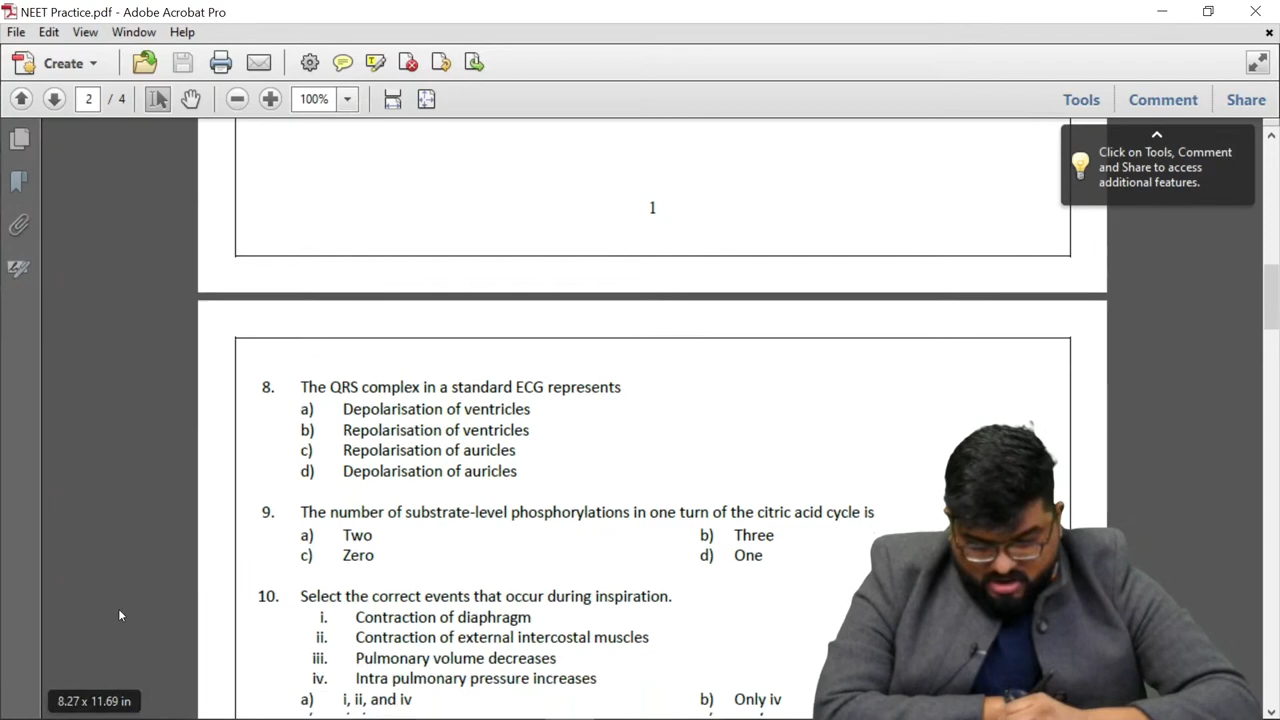 NEET Practice.pdf - Adobe Acrobat Pro
File Edit View Window Help
Create
2 / 4 100% Tools Comment Share
Click on Tools, Comment
and Share to access
additional features.
1
8. The QRS complex in a standard ECG represents
a) Depolarisation of ventricles
b) Repolarisation of ventricles
c) Repolarisation of auricles
d) Depolarisation of auricles
9. The number of substrate-level phosphorylations in one turn of the citric acid cycle is
a) Two b) Three
c) Zero d) One
10. Select the correct events that occur during inspiration.
i. Contraction of diaphragm
ii. Contraction of external intercostal muscles
iii. Pulmonary volume decreases
iv. Intra pulmonary pressure increases
a) i, ii, and iv b) Only iv
8.27 x 11.69 in